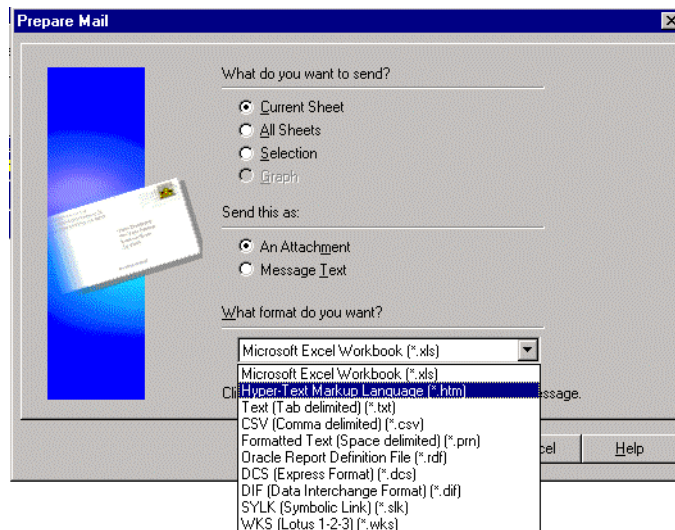 Prepare Mail
What do you want to send?
Current Sheet
All Sheets
Selection
Graph
Send this as:
An Attachment
Message Text
What format do you want?
Microsoft Excel Workbook (*.xls)
Microsoft Excel Workbook (*.xls)
Hyper-Text Markup Language (*.htm)
Text (Tab delimited) (*.txt)
CSV (Comma delimited) (*.csv)
Formatted Text (Space delimited) (*.prn)
Oracle Report Definition File (*.rdf)
DCS (Express Format) (*.dcs)
DIF (Data Interchange Format) (*.dif)
SYLK (Symbolic Link) (*.slk)
WKS (Lotus 1-2-3) (*.wks)
Help